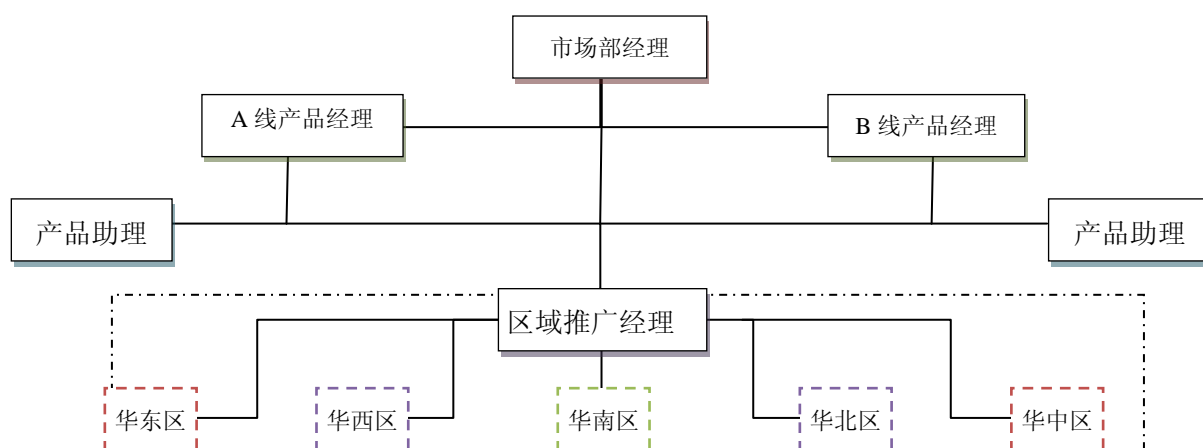 市场部经理
A 线产品经理
B 线产品经理
产品助理
产品助理
区域推广经理
华东区
华西区
华南区
华北区
华中区